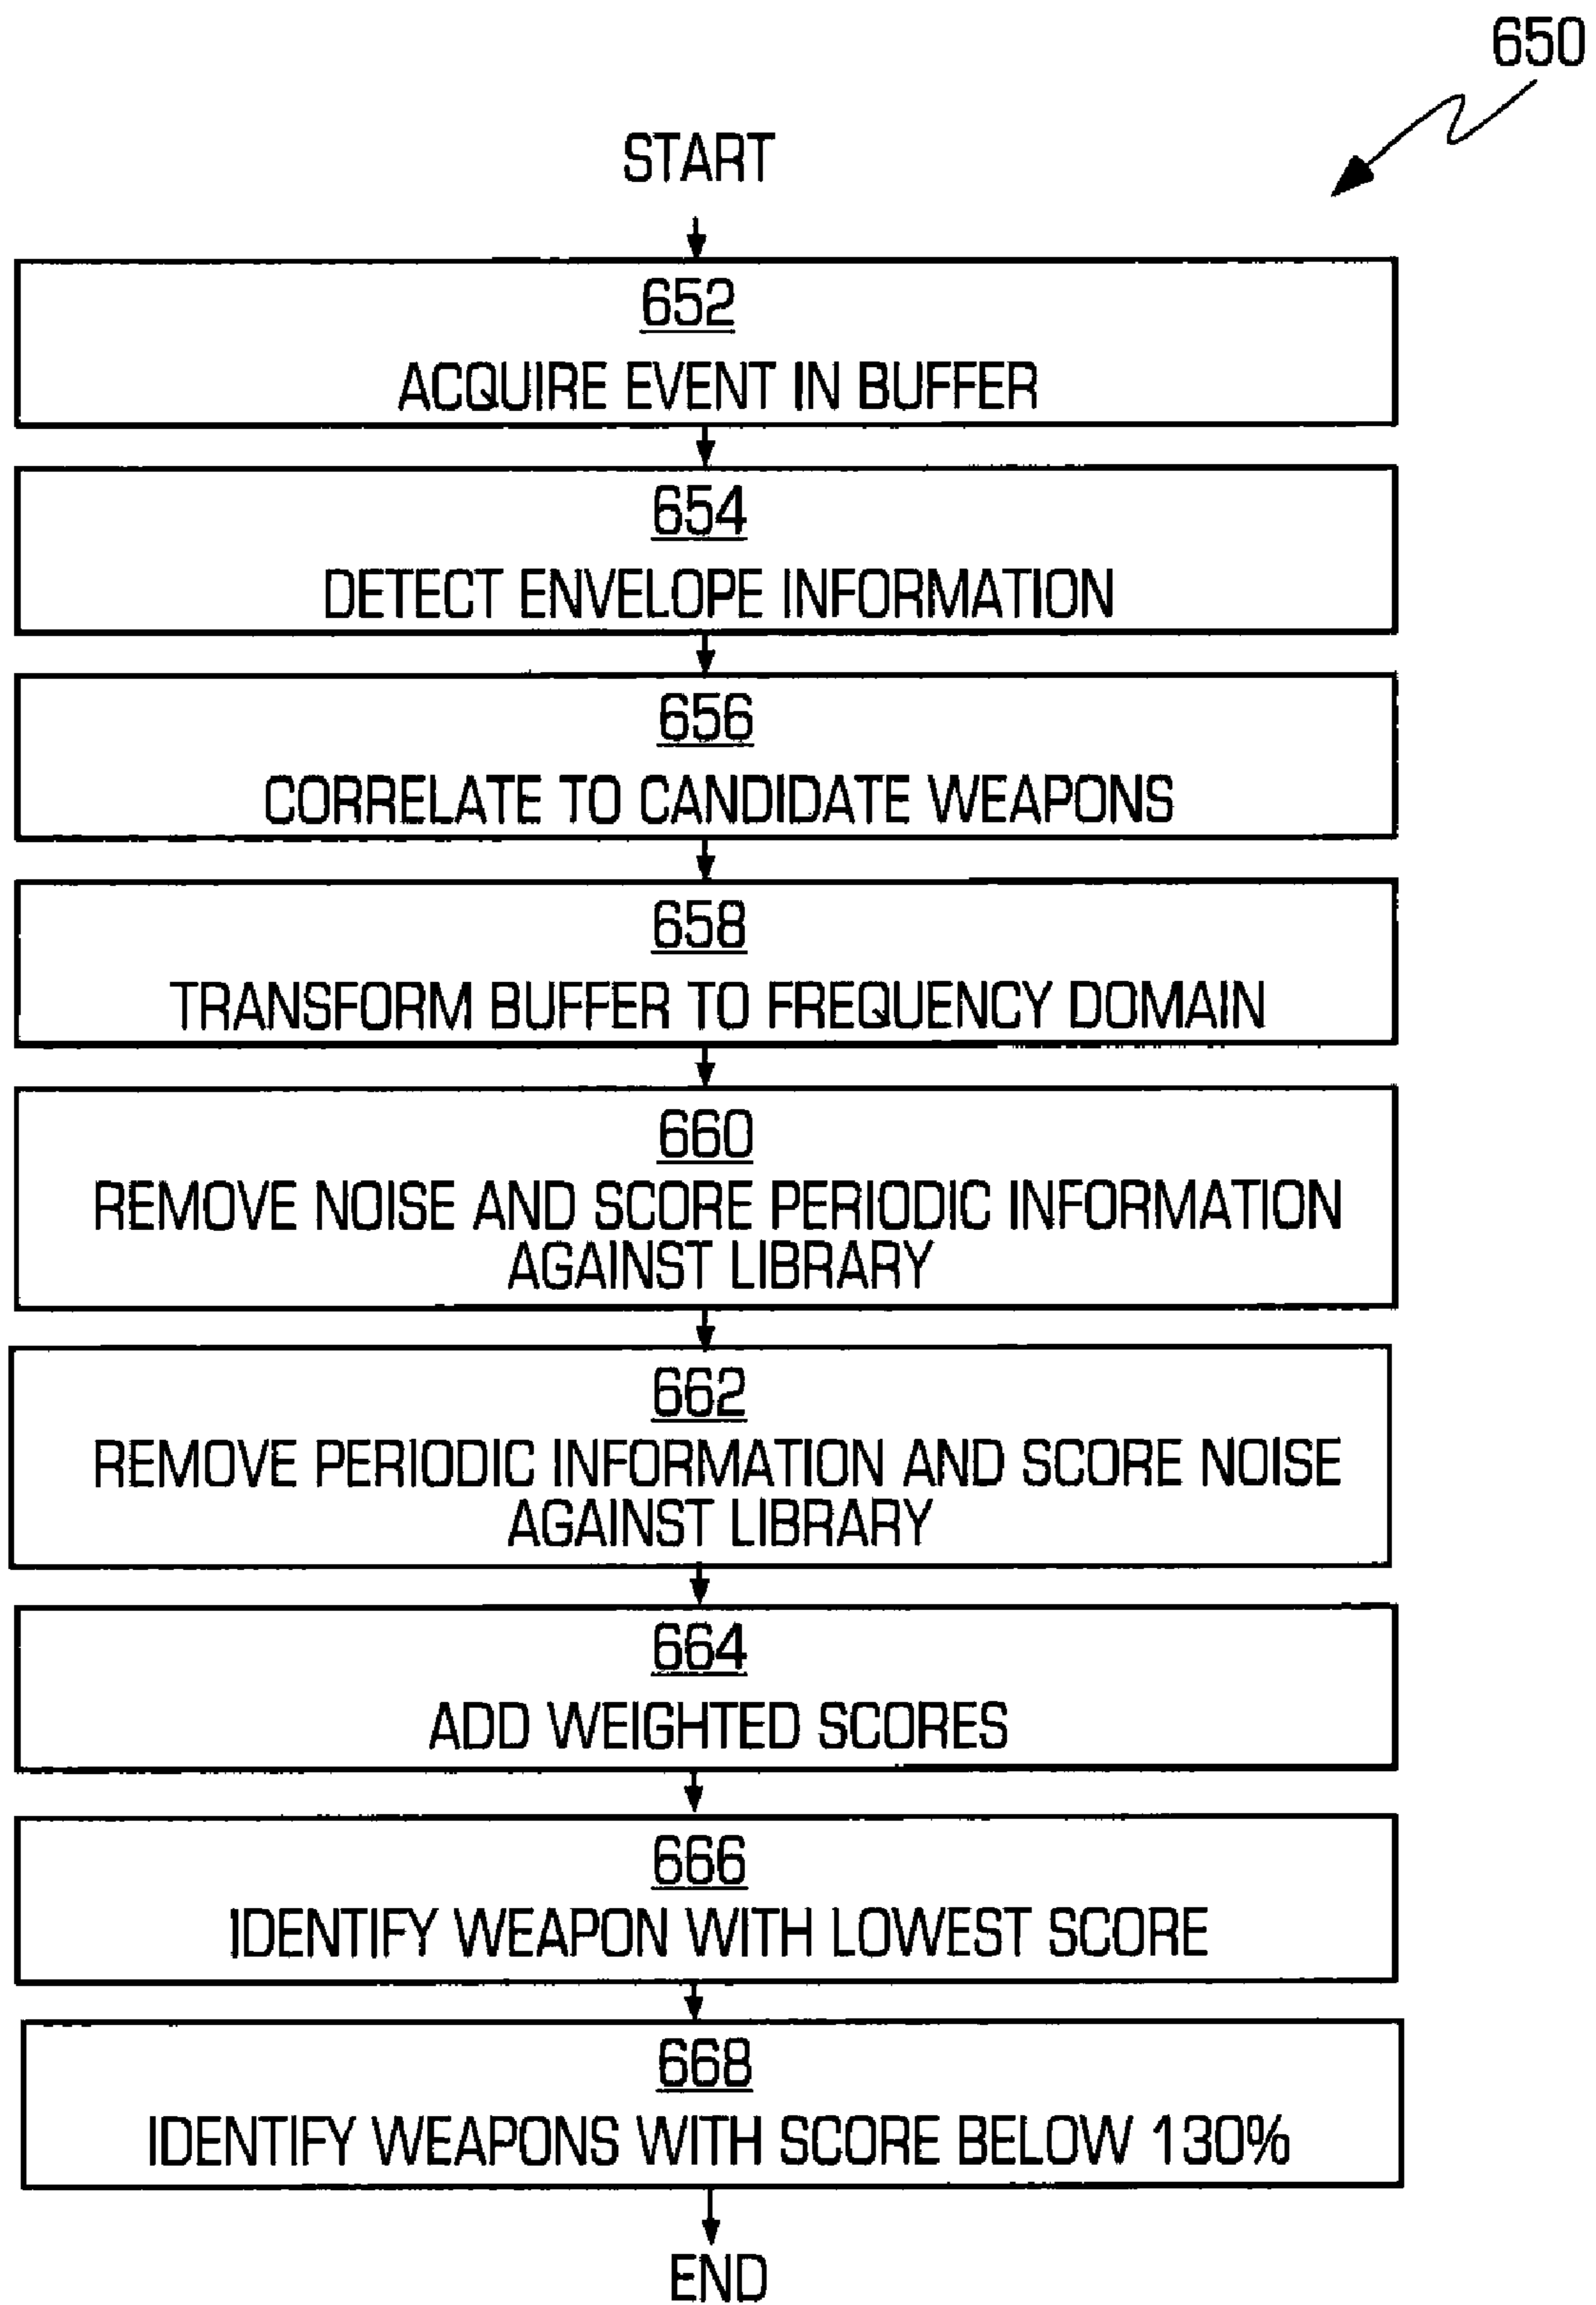 650
START
652
ACQUIRE EVENT IN BUFFER
654
DETECT ENVELOPE INFORMATION
656
CORRELATE TO CANDIDATE WEAPONS
658
TRANSFORM BUFFER TO FREQUENCY DOMAIN
660
REMOVE NOISE AND SCORE PERIODIC INFORMATION
AGAINST LIBRARY
662
REMOVE PERIODIC INFORMATION AND SCORE NOISE
AGAINST LIBRARY
664
ADD WEIGHTED SCORES
666
IDENTIFY WEAPON WITH LOWEST SCORE
668
IDENTIFY WEAPONS WITH SCORE BELOW 130%
END